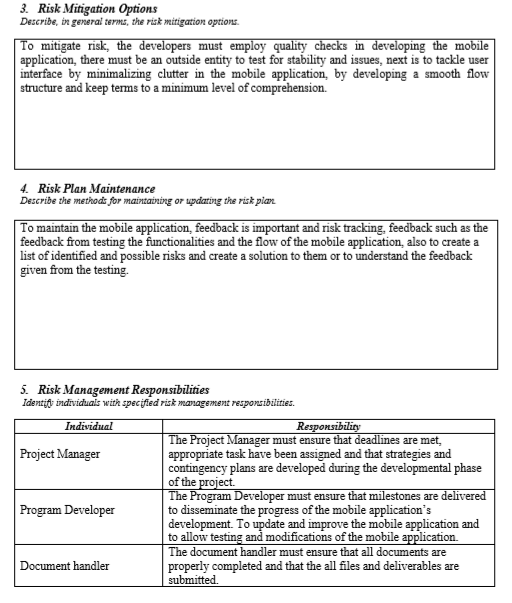 3. Risk Mitigation Options
Describe, in general terms, the risk mitigation options.
To mitigate risk, the developers must employ quality checks in developing the mobile
application, there must be an outside entity to test for stability and issues, next is to tackle user
interface by minimalizing clutter in the mobile application, by developing a smooth flow
structure and keep terms to a minimum level of comprehension.
4. Risk Plan Maintenance
Describe the methods for maintaining or updating the risk plan.
To maintain the mobile application, feedback is important and risk tracking, feedback such as the
feedback from testing the functionalities and the flow of the mobile application, also to create a
list of identified and possible risks and create a solution to them or to understand the feedback
given from the testing.
5. Risk Management Responsibilities
Identify individuals with specified risk management responsibilities.
Individual Responsibility
Project Manager
The Project Manager must ensure that deadlines are met,
appropriate task have been assigned and that strategies and
contingency plans are developed during the developmental phase
of the project.
Program Developer
The Program Developer must ensure that milestones are delivered
to disseminate the progress of the mobile application's
development. To update and improve the mobile application and
to allow testing and modifications of the mobile application.
Document handler
The document handler must ensure that all documents are
properly completed and that the all files and deliverables are
submitted.